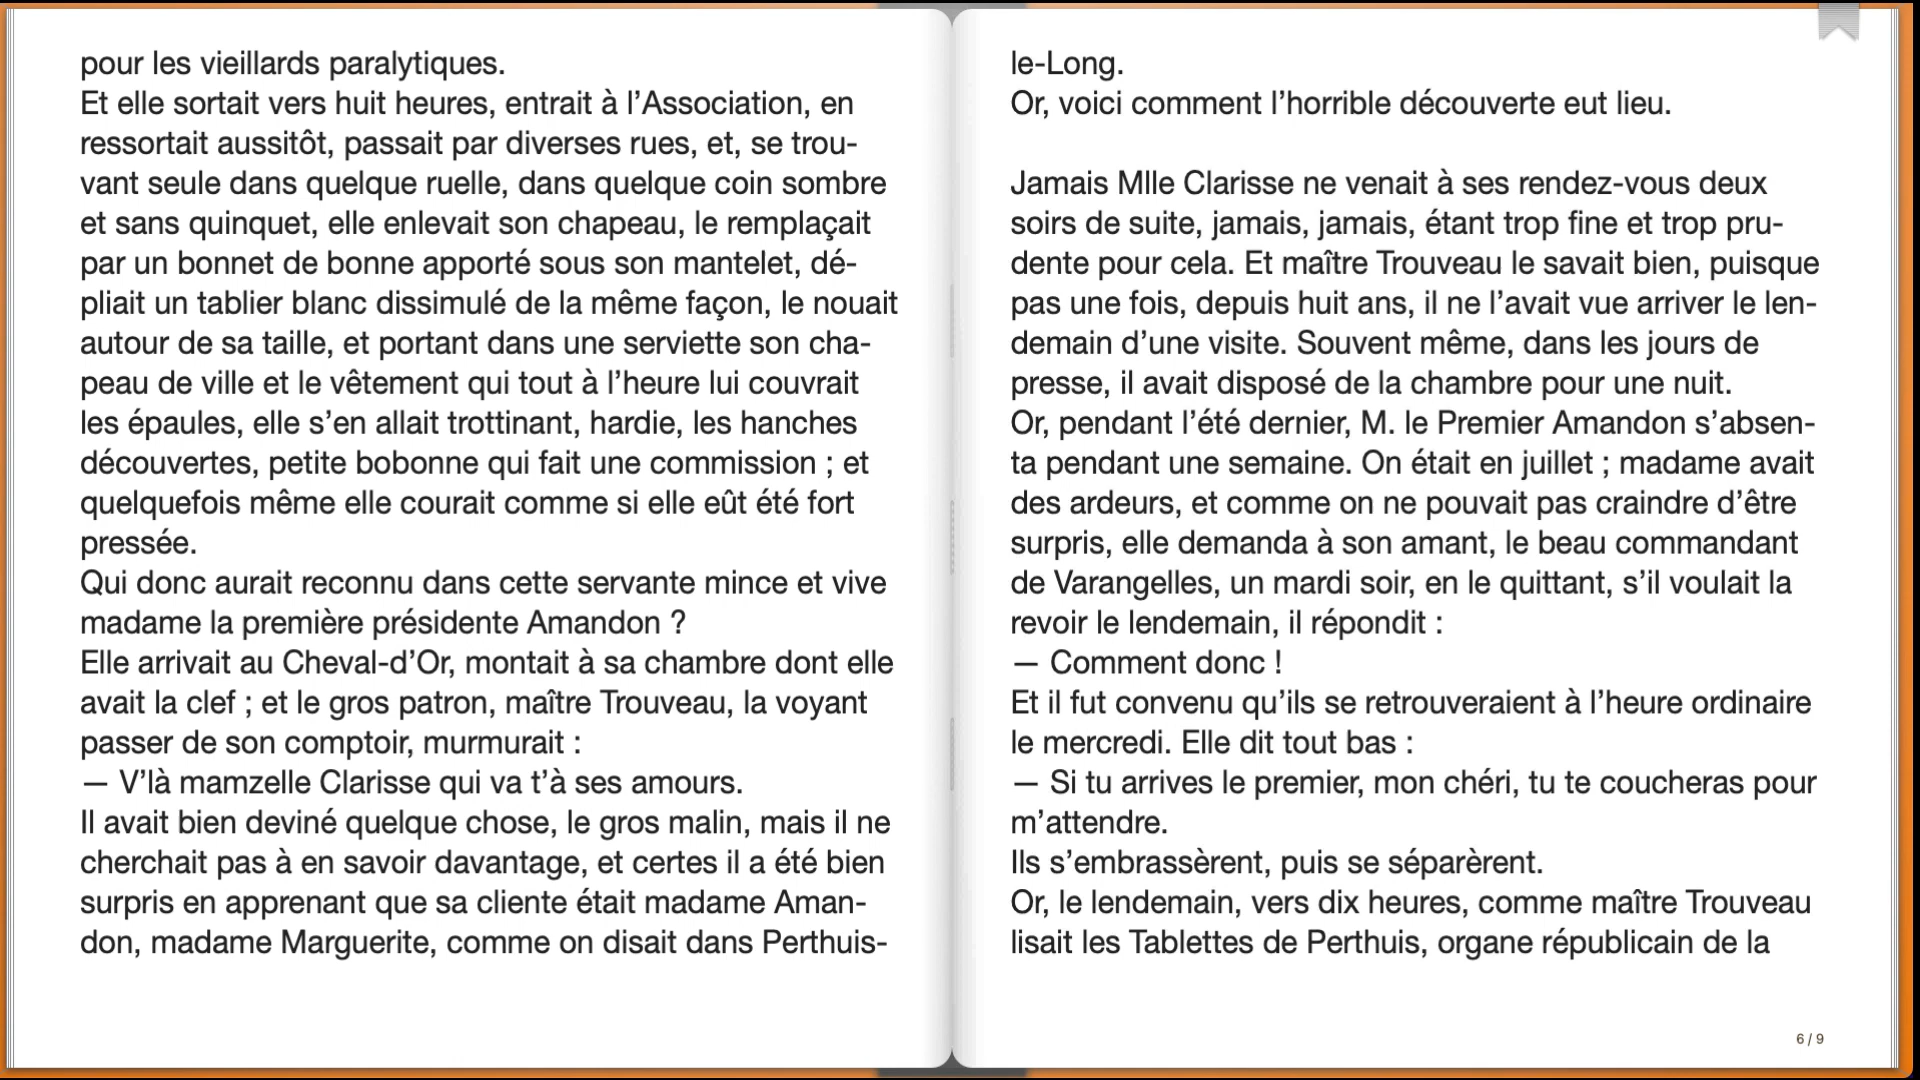 pour les vieillards paralytiques.
Et elle sortait vers huit heures, entrait à l’Association, en
ressortait aussitôt, passait par diverses rues, et, se trou-
vant seule dans quelque ruelle, dans quelque coin sombre
et sans quinquet, elle enlevait son chapeau, le remplaçait
par un bonnet de bonne apporté sous son mantelet, dé-
pliait un tablier blanc dissimulé de la même façon, le nouait
autour de sa taille, et portant dans une serviette son cha-
peau de ville et le vêtement qui tout à l’heure lui couvrait
les épaules, elle s’en allait trottinant, hardie, les hanches
découvertes, petite bobonne qui fait une commission ; et
quelquefois même elle courait comme si elle eût été fort
pressée.
Qui donc aurait reconnu dans cette servante mince et vive
madame la première présidente Amandon ?
Elle arrivait au Cheval-d’Or, montait à sa chambre dont elle
avait la clef ; et le gros patron, maître Trouveau, la voyant
passer de son comptoir, murmurait :
— V’là mamzelle Clarisse qui va t’à ses amours.
Il avait bien deviné quelque chose, le gros malin, mais il ne
cherchait pas à en savoir davantage, et certes il a été bien
surpris en apprenant que sa cliente était madame Aman-
don, madame Marguerite, comme on disait dans Perthuis-
le-Long.
Or, voici comment l’horrible découverte eut lieu.
Jamais Mlle Clarisse ne venait à ses rendez-vous deux
soirs de suite, jamais, jamais, étant trop fine et trop pru-
dente pour cela. Et maître Trouveau le savait bien, puisque
pas une fois, depuis huit ans, il ne l’avait vue arriver le len-
demain d’une visite. Souvent même, dans les jours de
presse, il avait disposé de la chambre pour une nuit.
Or, pendant l’été dernier, M. le Premier Amandon s’absen-
ta pendant une semaine. On était en juillet ; madame avait
des ardeurs, et comme on ne pouvait pas craindre d’être
surpris, elle demanda à son amant, le beau commandant
de Varangelles, un mardi soir, en le quittant, s’il voulait la
revoir le lendemain, il répondit :
— Comment donc !
Et il fut convenu qu’ils se retrouveraient à l’heure ordinaire
le mercredi. Elle dit tout bas :
— Si tu arrives le premier, mon chéri, tu te coucheras pour
m’attendre.
Ils s’embrassèrent, puis se séparèrent.
Or, le lendemain, vers dix heures, comme maître Trouveau
lisait les Tablettes de Perthuis, organe républicain de la
6 / 9